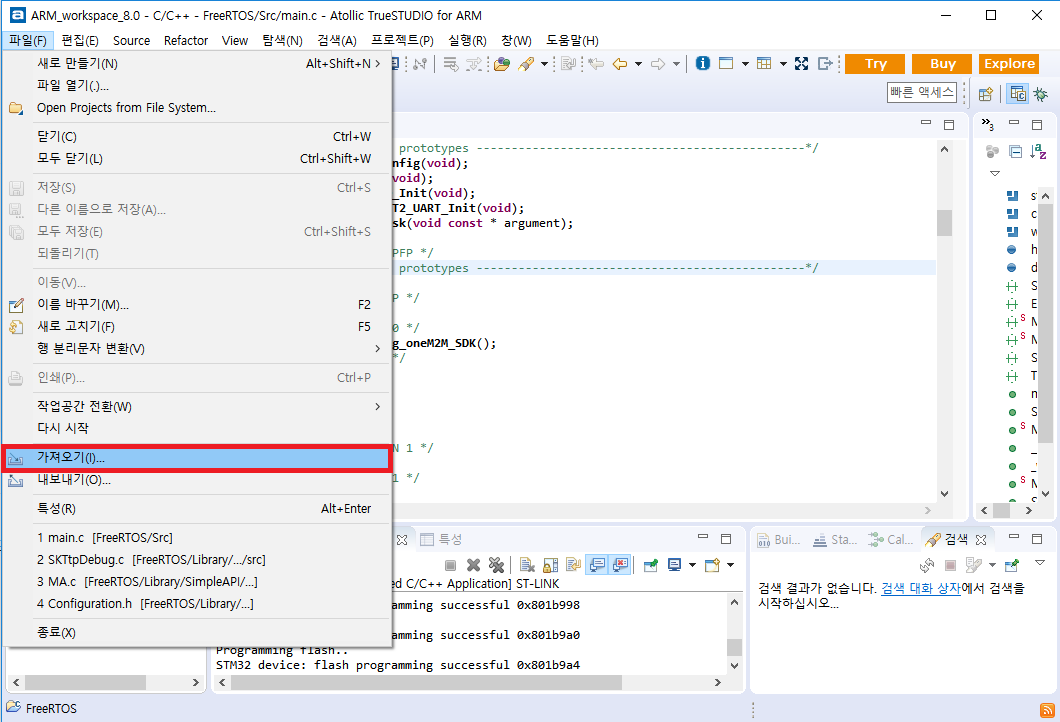 ARM_workspace_8.0 - C/C++ - FreeRTOS/Src/main.c - Atollic TrueSTUDIO for ARM
파일(F) 편집(E) Source Refactor View 탐색(N) 검색(A) 프로젝트(P) 실행(R) 창(W) 도움말(H)
Try Buy Explore
빠른 액세스
새로 만들기(N) Alt+Shift+N >
파일 열기(.)...
Open Projects from File System...
닫기(C) Ctrl+W
모두 닫기(L) Ctrl+Shift+W
저장(S) Ctrl+S
다른 이름으로 저장(A)...
모두 저장(E) Ctrl+Shift+S
되돌리기(T)
이동(V)...
이름 바꾸기(M)... F2
새로 고치기(F) F5
행 분리문자 변환(V) >
인쇄(P)... Ctrl+P
작업공간 전환(W) >
다시 시작
가져오기(I)...
내보내기(O)...
특성(R) Alt+Enter
1 main.c [FreeRTOS/Src]
2 SKTtpDebug.c [FreeRTOS/Library/.../src]
3 MA.c [FreeRTOS/Library/SimpleAPI/...]
4 Configuration.h [FreeRTOS/Library/...]
종료(X)
prototypes -----------------------------------------------*/
nfig(void);
void);
_Init(void);
T2_UART_Init(void);
sk(void const * argument);
PFP */
prototypes -----------------------------------------------*/
P */
0 */
g_oneM2M_SDK();
*/
N 1 */
1 */
»3
s
c
w
h
d
S
E
S N
S N
S
T
m
S
S N
_
_
S N
특성
ed C/C++ Application] ST-LINK
amming successful 0x801b998
amming successful 0x801b9a0
Programming flash..
STM32 device: flash programming successful 0x801b9a4
Bui... Sta... Cal... 검색
검색 결과가 없습니다. 검색 대화 상자에서 검색을
시작하십시오...
FreeRTOS